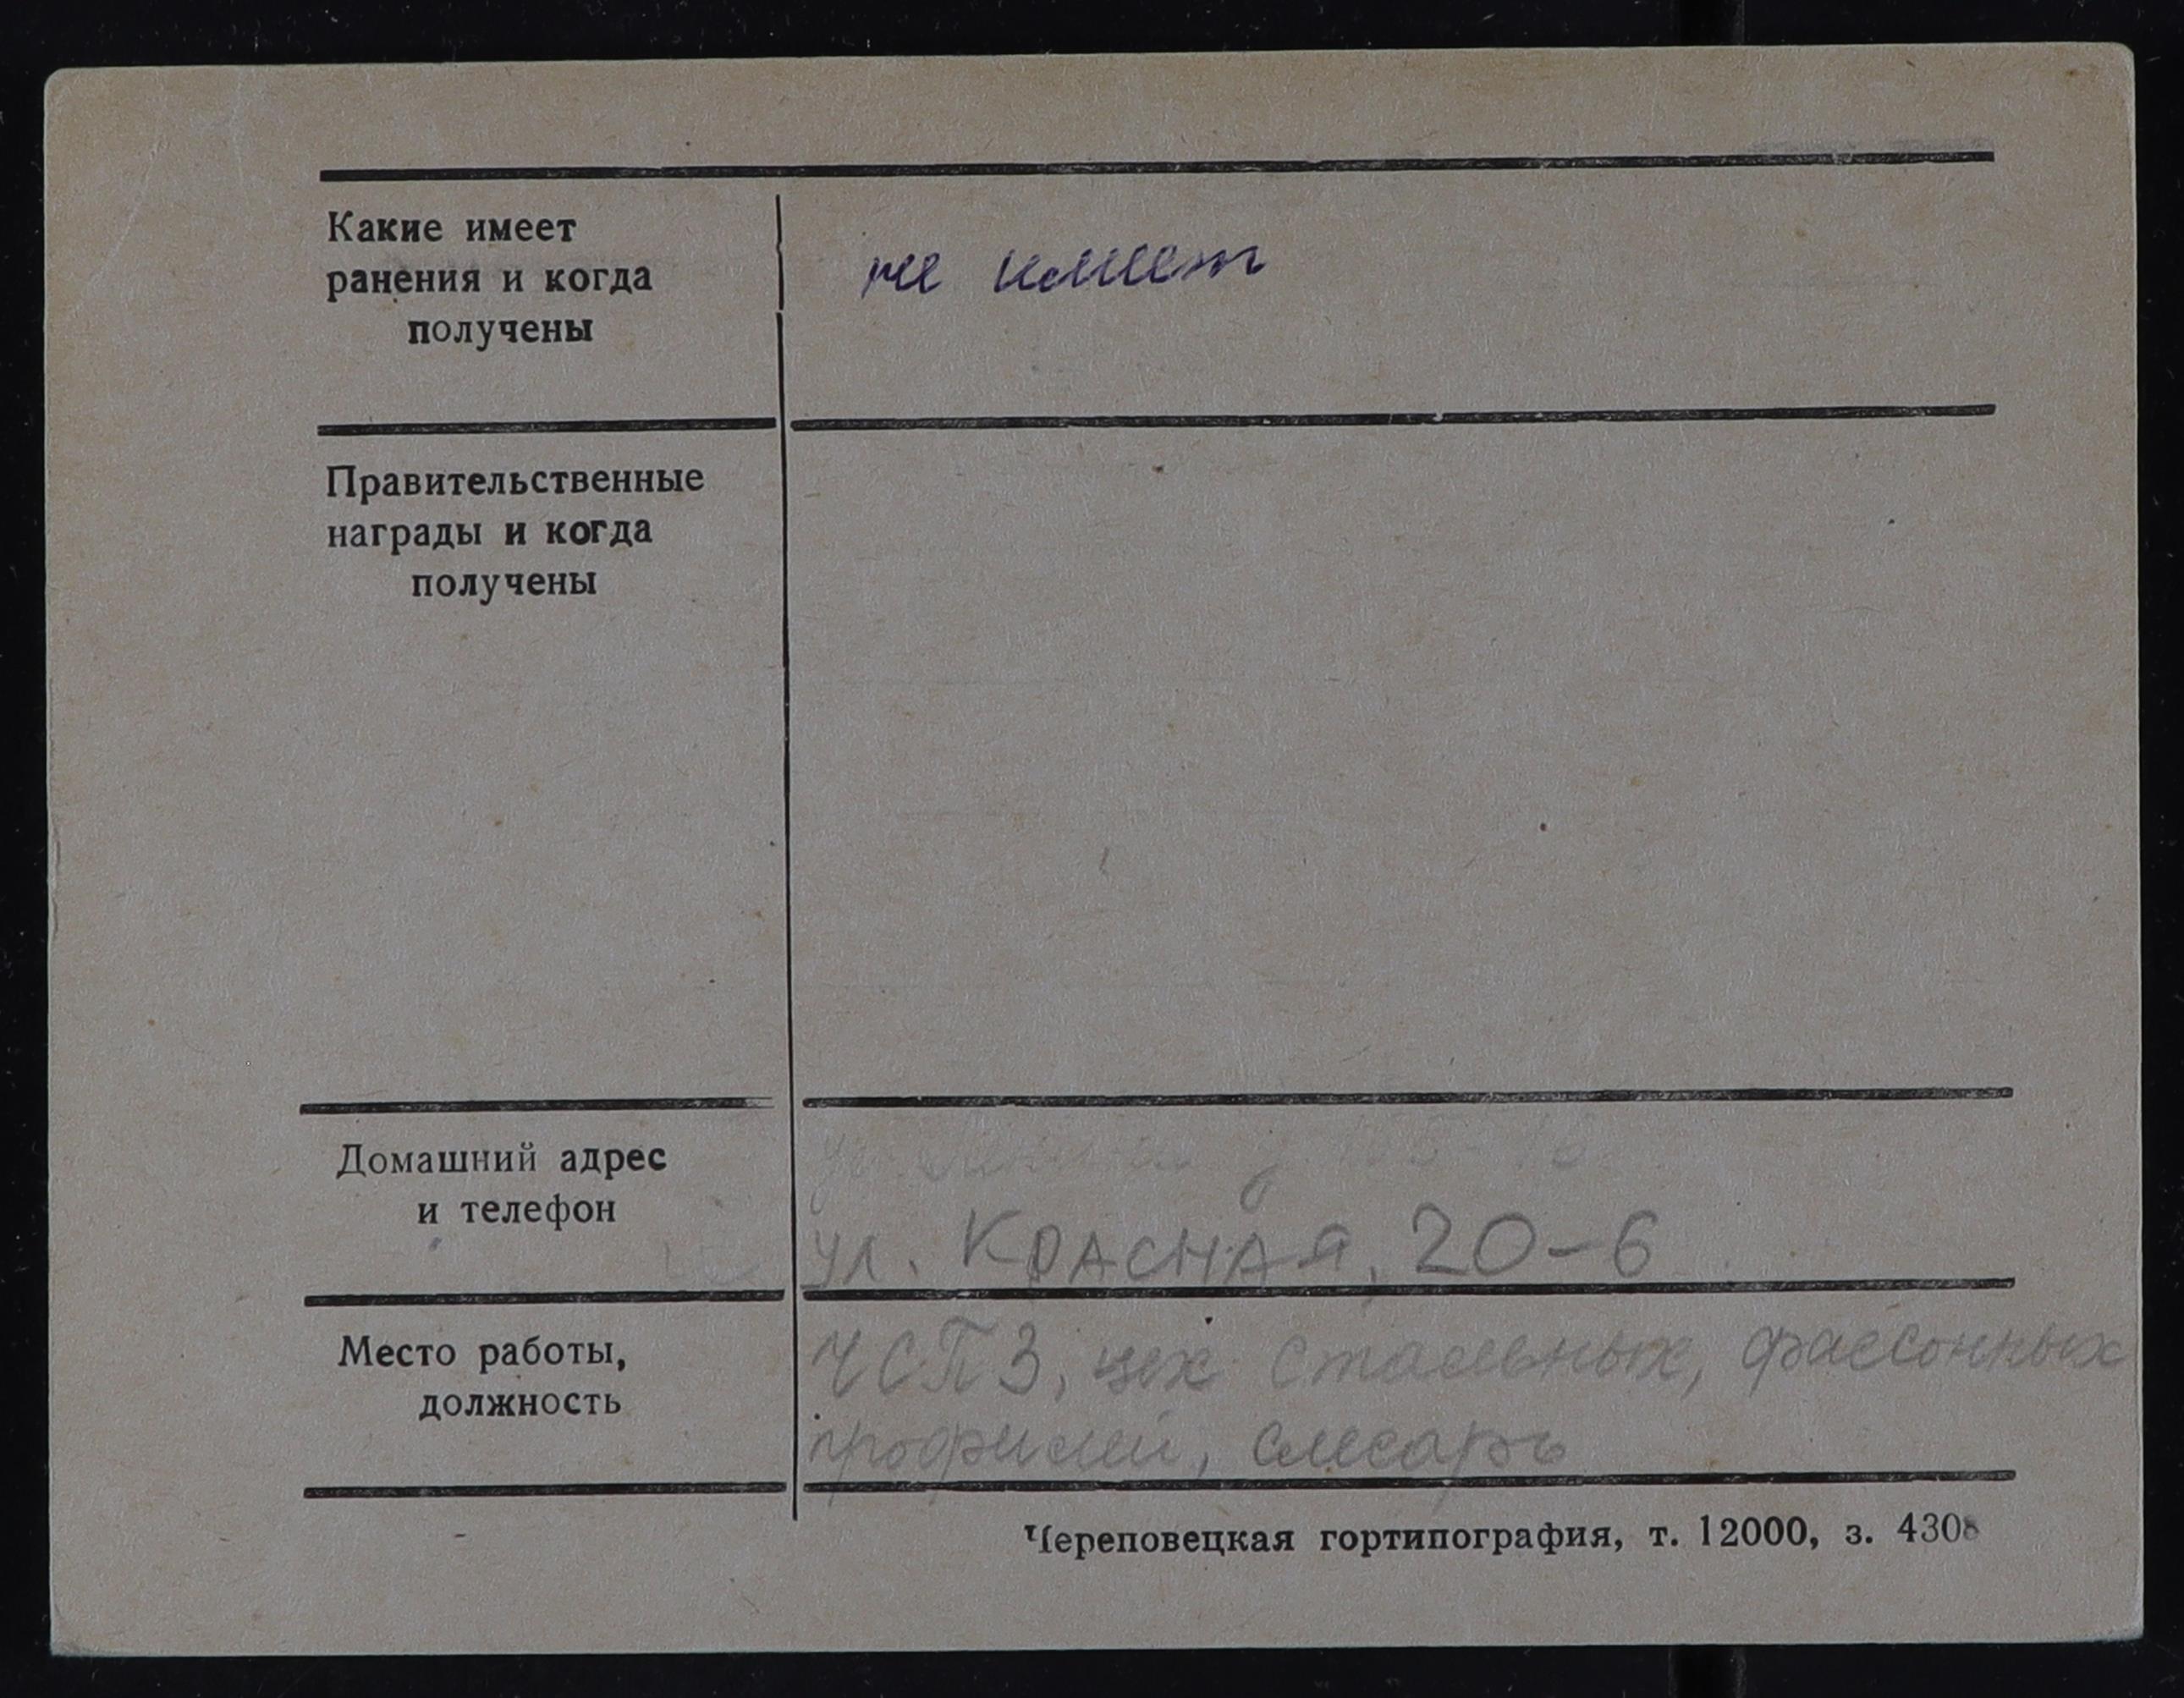 Какие имеет
ранения и когда
получены
не имеет
Правительственные
награды и когда
получены
Домашний адрес
и телефон
ул. КРАСНАЯ, 20-6
Место работы,
должность
ЧСПЗ, цех стальных, фассонных
профилей, слесарь
Череповецкая гортипография, т. 12000, з. 4308